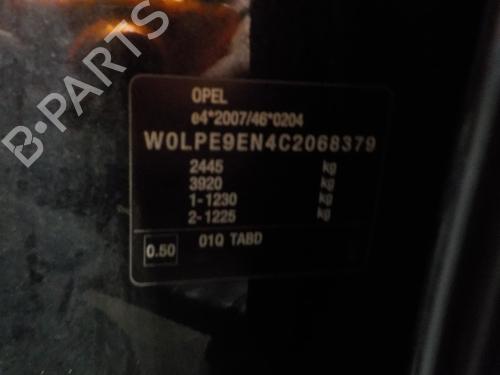 B-PARTS
OPEL
e4*2007/46*0204
W0LPE9EN4C2068379
2445 kg
3920 kg
1-1230 kg
2-1225 kg
0.50 01Q TABD